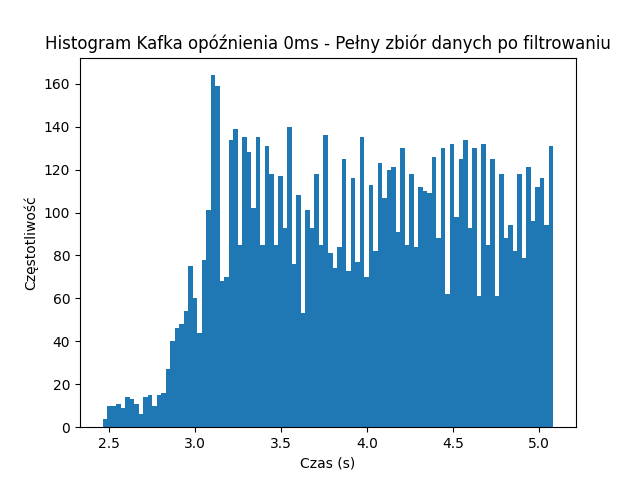 Histogram Kafka opóźnienia 0ms - Pełny zbiór danych po filtrowaniu
160
140
120
100
80
60
40
20
0
Częstotliwość
2.5 3.0 3.5 4.0 4.5 5.0
Czas (s)